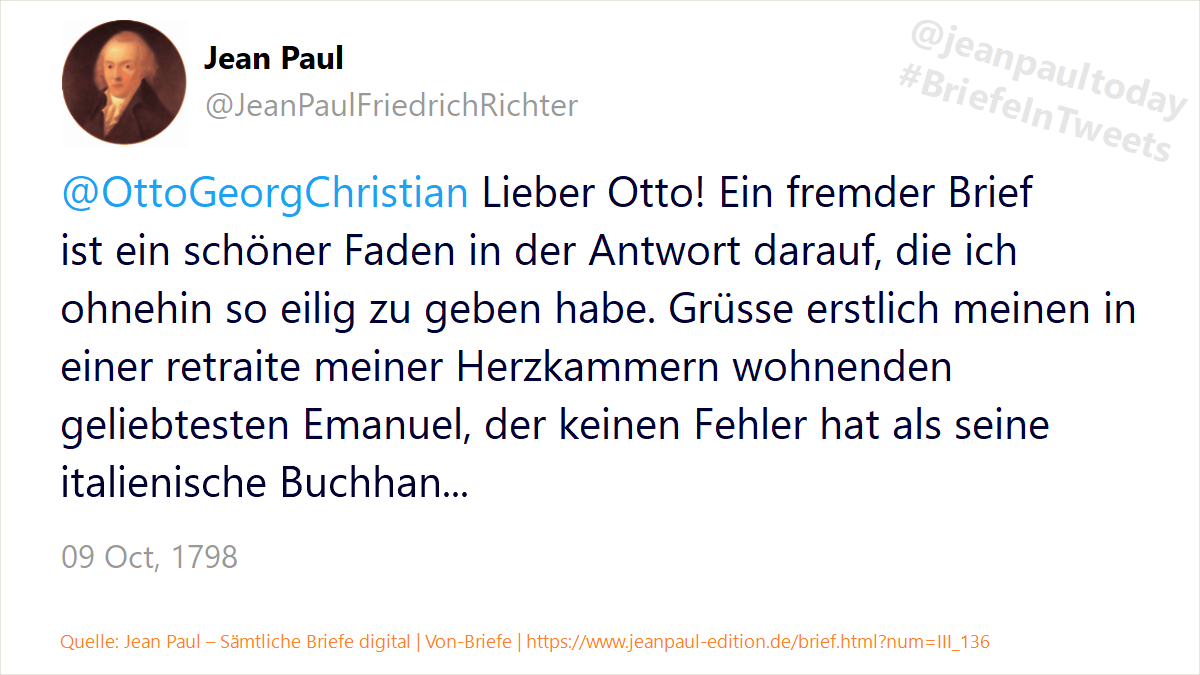 Jean Paul
@JeanPaulFriedrichRichter
@jeanpaultoday
#BriefeInTweets
@OttoGeorgChristian Lieber Otto! Ein fremder Brief
ist ein schöner Faden in der Antwort darauf, die ich
ohnehin so eilig zu geben habe. Grüsse erstlich meinen in
einer retraite meiner Herzkammern wohnenden
geliebtesten Emanuel, der keinen Fehler hat als seine
italienische Buchhan...
09 Oct, 1798
Quelle: Jean Paul – Sämtliche Briefe digital | Von-Briefe | https://www.jeanpaul-edition.de/brief.html?num=III_136